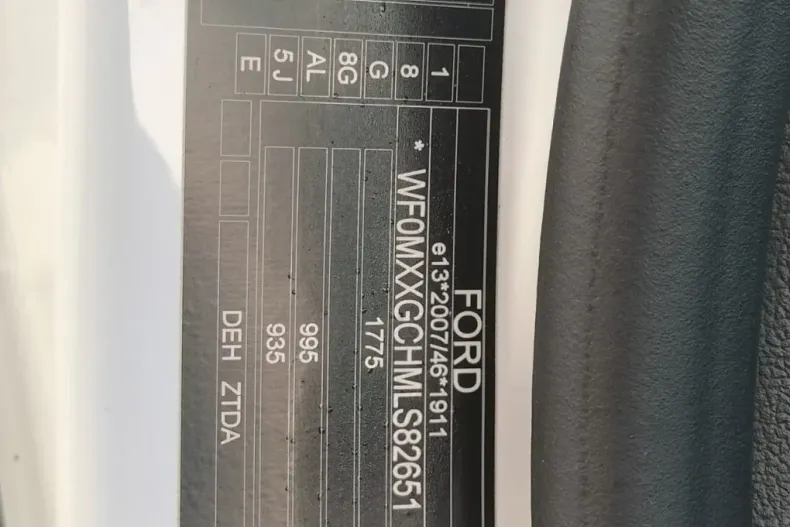 FORD
e13*2007/46*1911
* WF0MXXGCHMLS82651
1775
995
935
DEH ZTDA
1
8
G
8G
AL
5J
E